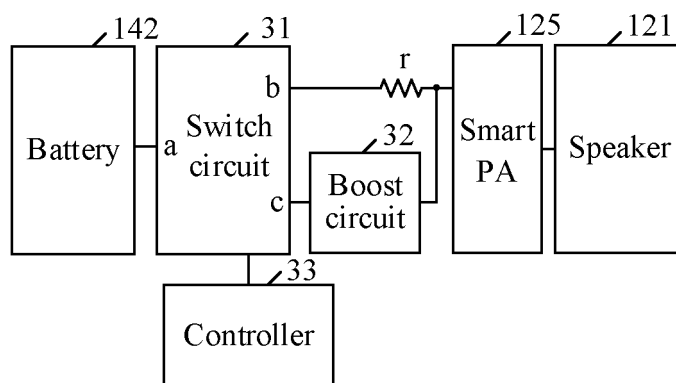 142
31
125
121
r
b
Battery
a
Switch
circuit
32
Smart
PA
Speaker
c
Boost
circuit
33
Controller